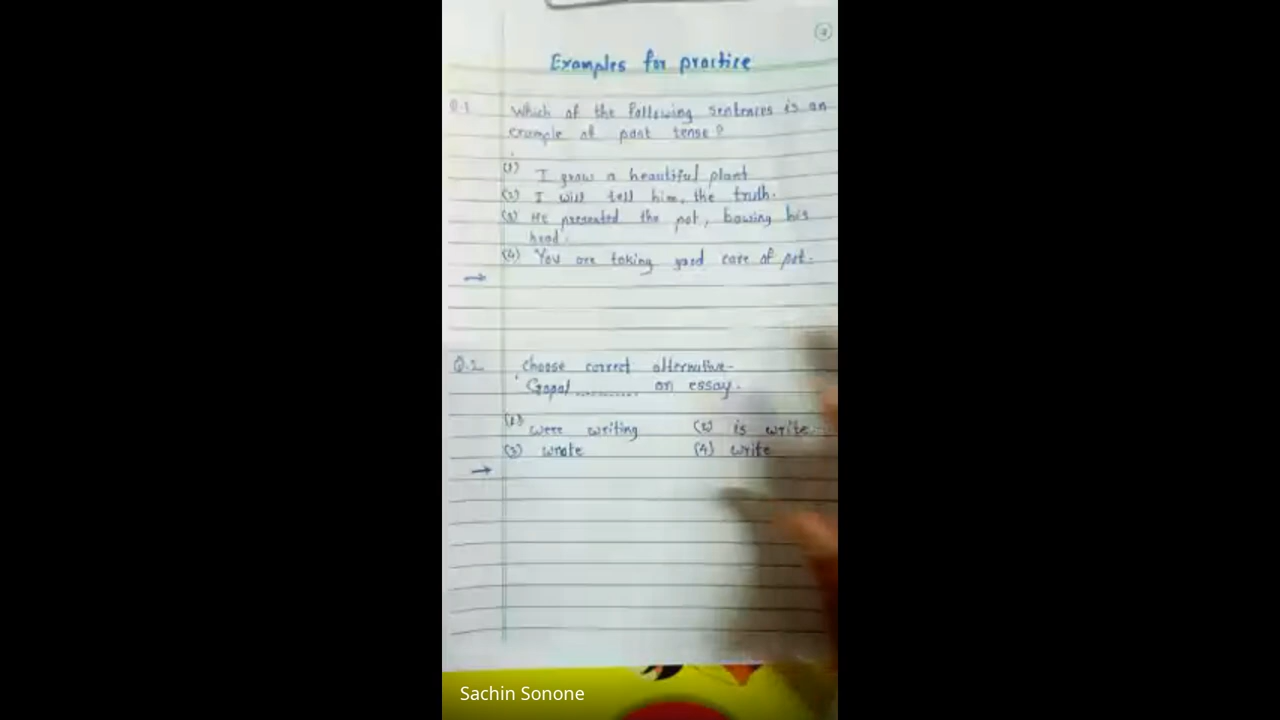 Examples for practice
Q.1 Which of the following sentences is an
example of past tense?
(1) I grow a beautiful plant
(2) I will tell him, the truth.
(3) He presented the pot, bowing his
head.
(4) You are taking good care of pot.
→
Q.2 Choose correct alternative-
Gopal ............ an essay.
(1) were writing (2) is write
(3) wrote (4) write
→
Sachin Sonone